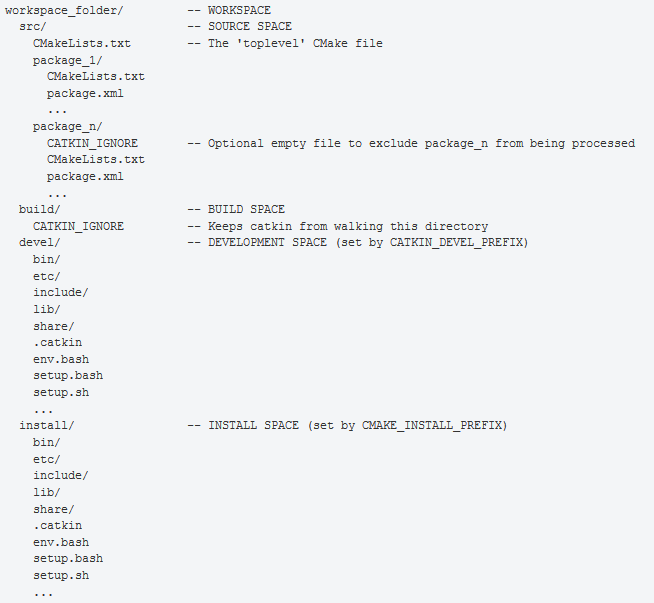 workspace_folder/         -- WORKSPACE
  src/                    -- SOURCE SPACE
    CMakeLists.txt        -- The 'toplevel' CMake file
    package_1/
      CMakeLists.txt
      package.xml
      ...
    package_n/
      CATKIN_IGNORE       -- Optional empty file to exclude package_n from being processed
      CMakeLists.txt
      package.xml
      ...
  build/                  -- BUILD SPACE
    CATKIN_IGNORE         -- Keeps catkin from walking this directory
  devel/                  -- DEVELOPMENT SPACE (set by CATKIN_DEVEL_PREFIX)
    bin/
    etc/
    include/
    lib/
    share/
    .catkin
    env.bash
    setup.bash
    setup.sh
    ...
  install/                -- INSTALL SPACE (set by CMAKE_INSTALL_PREFIX)
    bin/
    etc/
    include/
    lib/
    share/
    .catkin
    env.bash
    setup.bash
    setup.sh
    ...